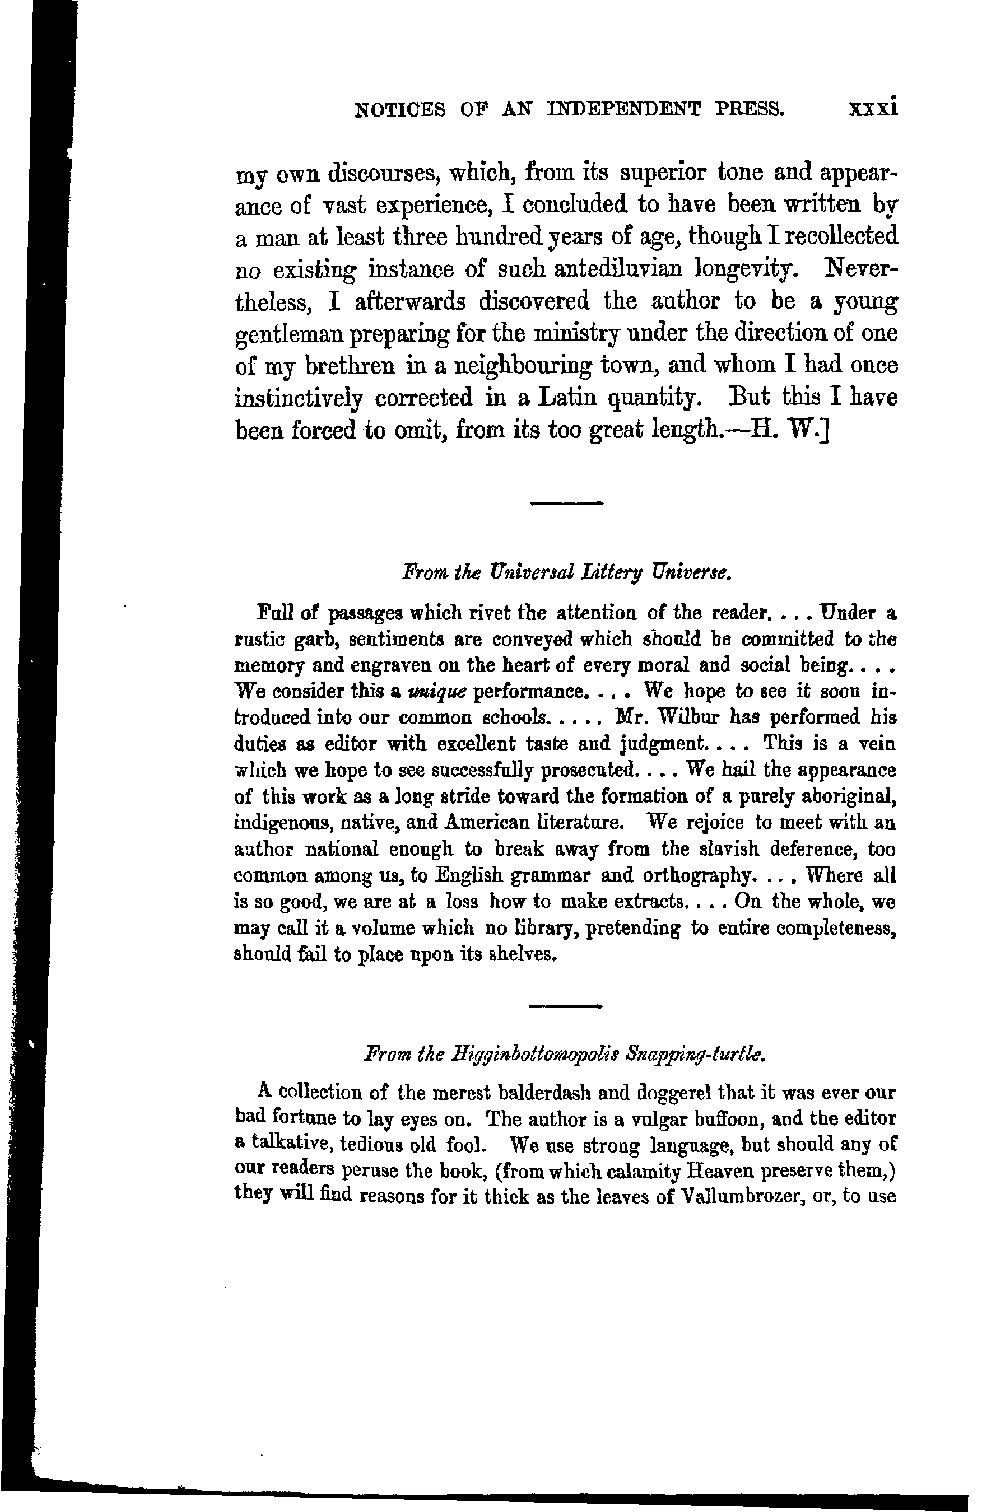 NOTICES OF AN INDEPENDENT PRESS. xxxi
my own discourses, which, from its superior tone and appear-
ance of vast experience, I concluded to have been written by
a man at least three hundred years of age, though I recollected
no existing instance of such antediluvian longevity. Never-
theless, I afterwards discovered the author to be a young
gentleman preparing for the ministry under the direction of one
of my brethren in a neighbouring town, and whom I had once
instinctively corrected in a Latin quantity. But this I have
been forced to omit, from its too great length.—H. W.]
From the Universal Littery Universe.
Full of passages which rivet the attention of the reader. . . . Under a
rustic garb, sentiments are conveyed which should be committed to the
memory and engraven on the heart of every moral and social being. . . .
We consider this a unique performance. . . . We hope to see it soon in-
troduced into our common schools. . . . . Mr. Wilbur has performed his
duties as editor with excellent taste and judgment. . . . This is a vein
which we hope to see successfully prosecuted. . . . We hail the appearance
of this work as a long stride toward the formation of a purely aboriginal,
indigenous, native, and American literature. We rejoice to meet with an
author national enough to break away from the slavish deference, too
common among us, to English grammar and orthography. . . . Where all
is so good, we are at a loss how to make extracts. . . . On the whole, we
may call it a volume which no library, pretending to entire completeness,
should fail to place upon its shelves.
From the Higginbottomopolis Snapping-turtle.
A collection of the merest balderdash and doggerel that it was ever our
bad fortune to lay eyes on. The author is a vulgar buffoon, and the editor
a talkative, tedious old fool. We use strong language, but should any of
our readers peruse the book, (from which calamity Heaven preserve them,)
they will find reasons for it thick as the leaves of Vallumbrozer, or, to use